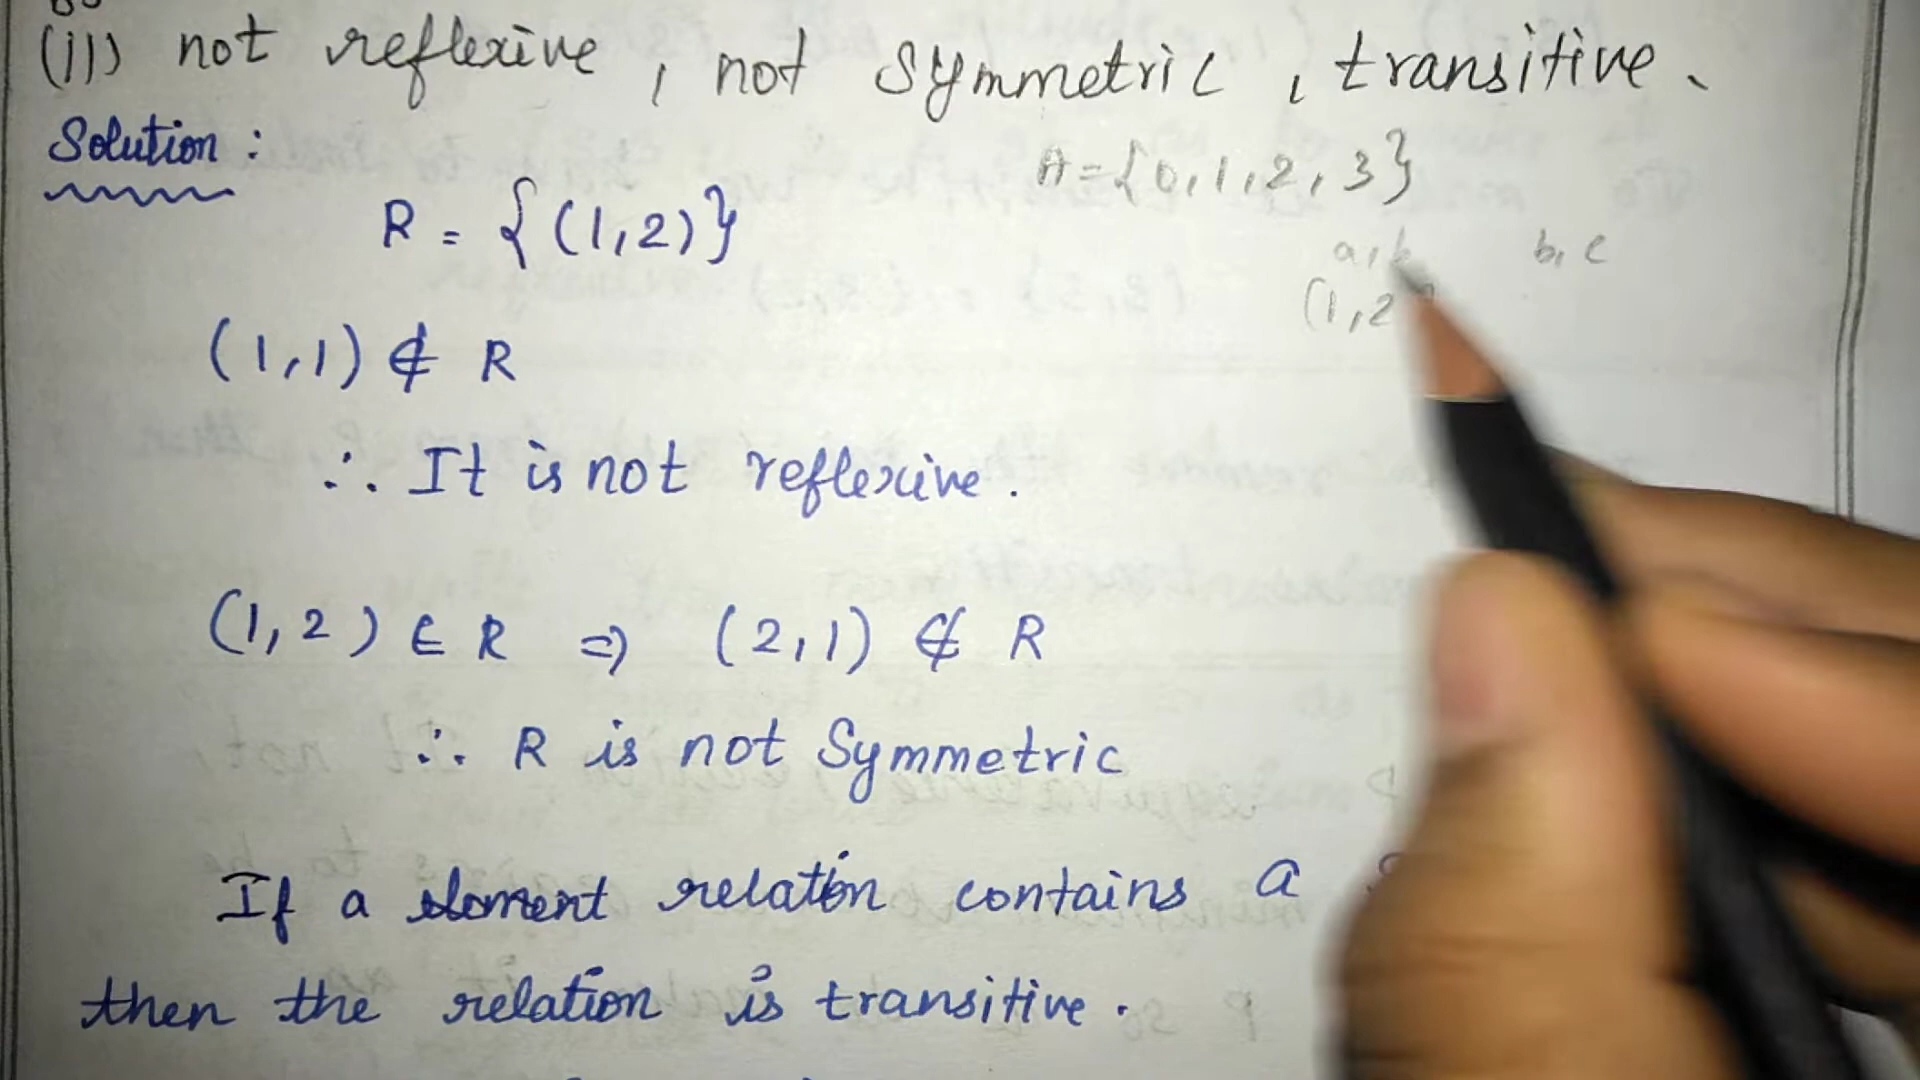 (ii) not reflexive, not Symmetric, transitive.
Solution:
A = {0, 1, 2, 3}
R = {(1,2)}
a, b b, c
(1,2)
(1,1) ∉ R
∴ It is not reflexive.
(1,2) ∈ R ⇒ (2,1) ∉ R
∴ R is not Symmetric
If a relation contains a
then the relation is transitive.